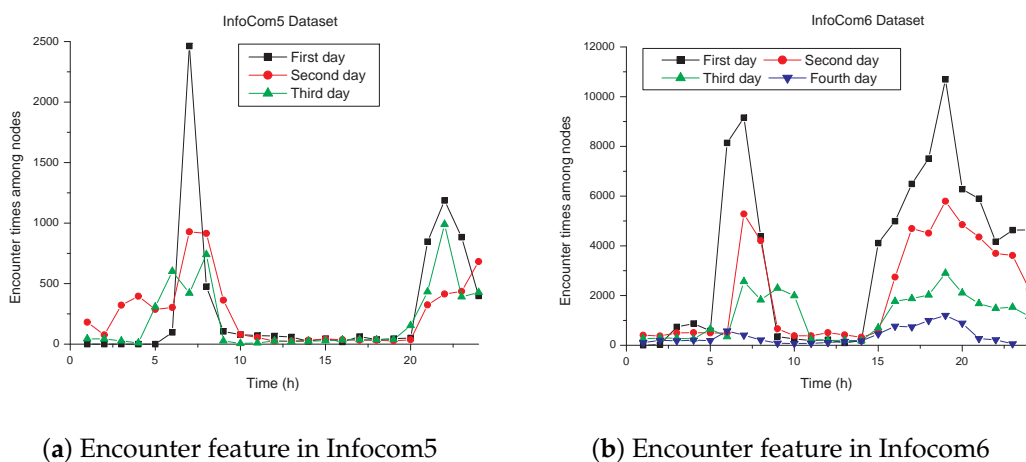 InfoCom5 Dataset
2500
2000
1500
1000
500
0
Encounter times among nodes
First day
Second day
Third day
0 5 10 15 20
Time (h)
(a) Encounter feature in Infocom5
InfoCom6 Dataset
12000
10000
8000
6000
4000
2000
0
Encounter times among nodes
First day Second day
Third day Fourth day
0 5 10 15 20
Time (h)
(b) Encounter feature in Infocom6